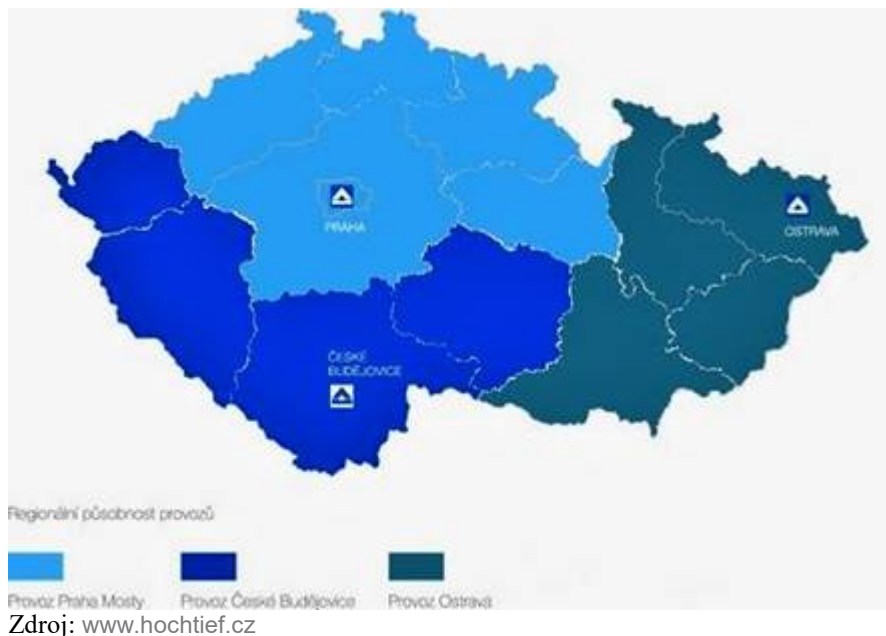 PRAHA
OSTRAVA
ČESKÉ
BUDĚJOVICE
Regionální působnost provozů
Provoz Praha Mosty
Provoz České Budějovice
Provoz Ostrava
Zdroj: www.hochtief.cz